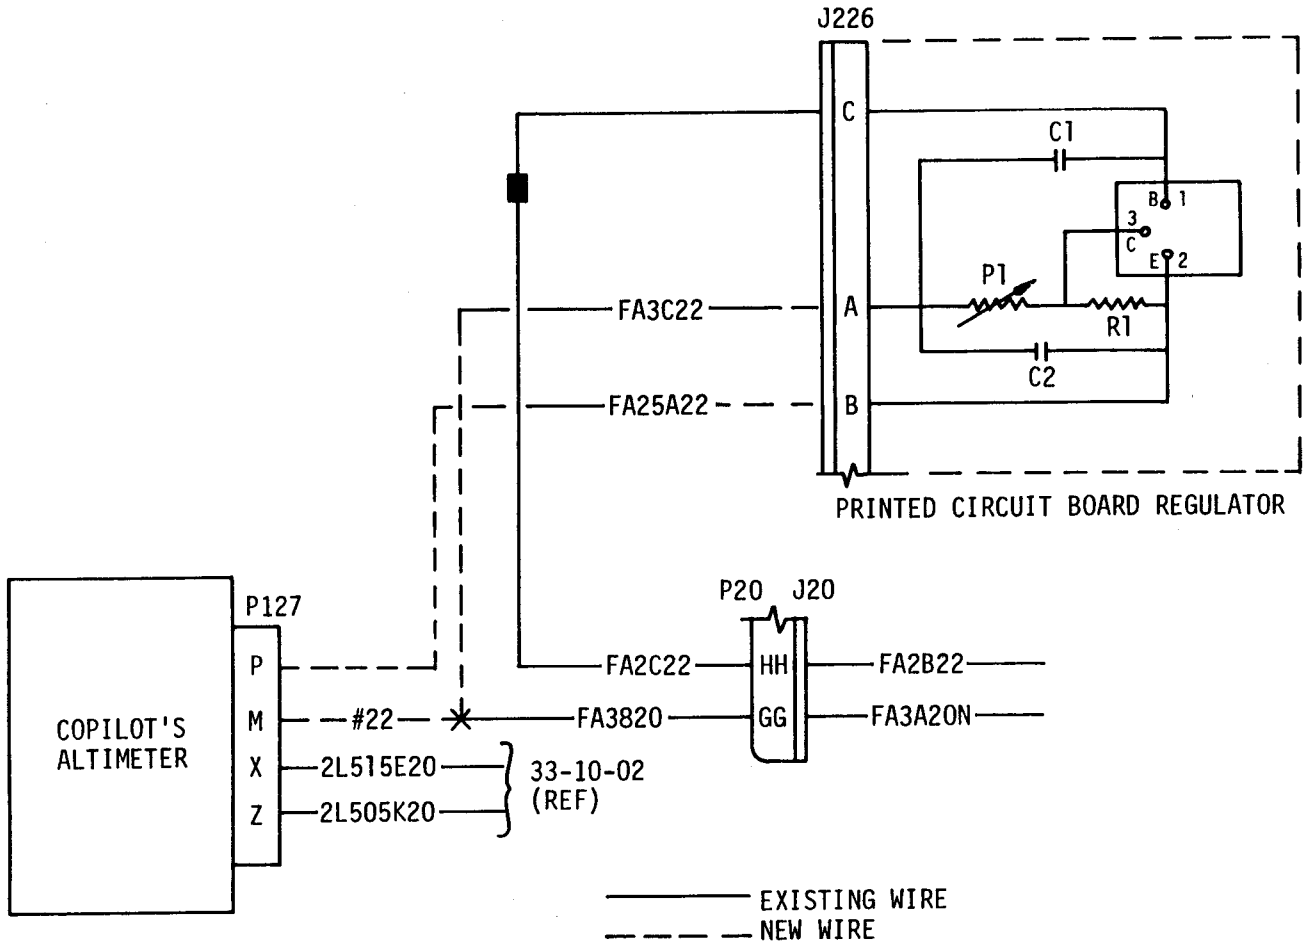 J226
C
C1
B 1
3
C
E 2
P1
FA3C22
A
R1
C2
FA25A22
B
PRINTED CIRCUIT BOARD REGULATOR
P20 J20
P127
P
FA2C22
HH
FA2B22
M
#22
FA3820
GG
FA3A20N
COPILOT'S
ALTIMETER
X
2L515E20
33-10-02
(REF)
Z
2L505K20
EXISTING WIRE
NEW WIRE